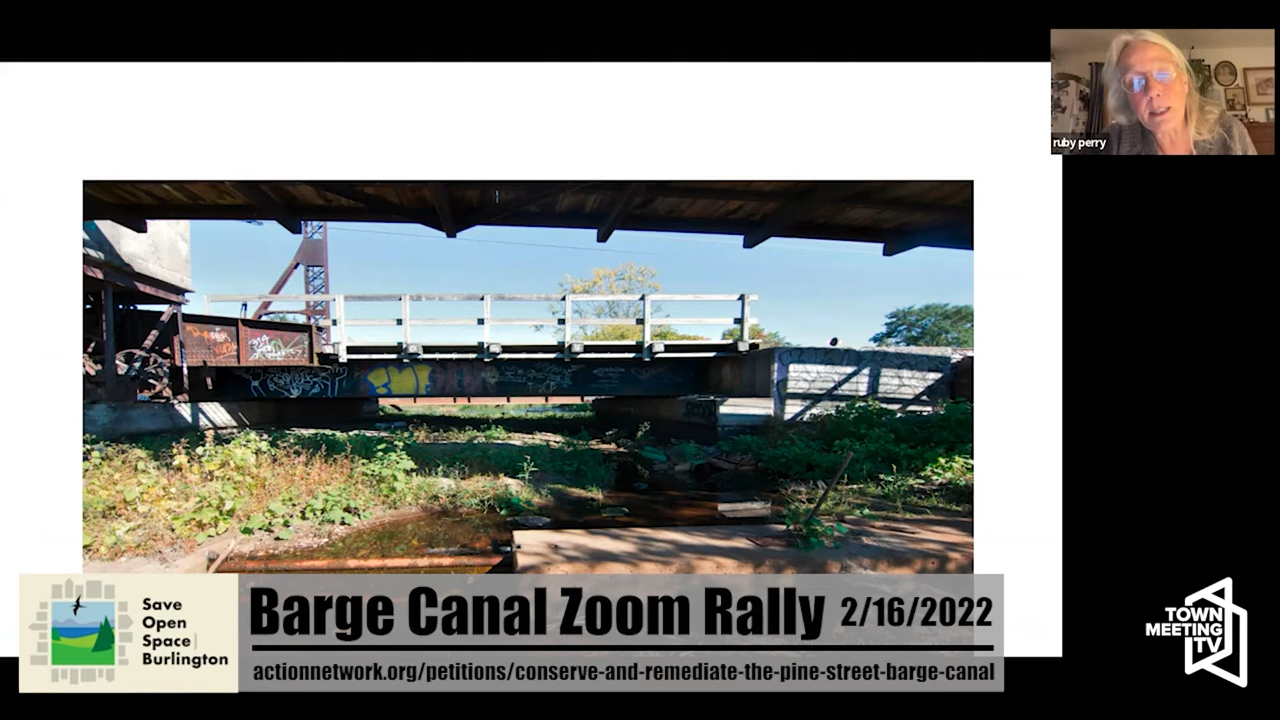 ruby perry
Save
Open
Space
Burlington
Barge Canal Zoom Rally 2/16/2022
actionnetwork.org/petitions/conserve-and-remediate-the-pine-street-barge-canal
TOWN
MEETING
TV